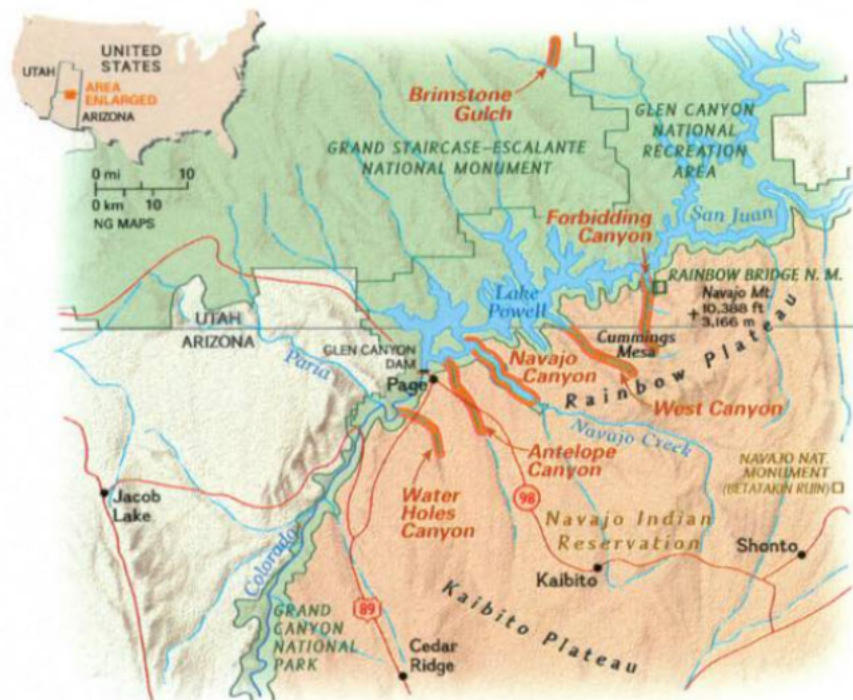 UNITED
STATES
UTAH
AREA
ENLARGED
ARIZONA
0 mi 10
0 km 10
NG MAPS
Brimstone
Gulch
GLEN CANYON
NATIONAL
RECREATION
AREA
GRAND STAIRCASE–ESCALANTE
NATIONAL MONUMENT
San Juan
Forbidding
Canyon
RAINBOW BRIDGE N. M.
Navajo Mt.
10,388 ft
3,166 m
Lake
Powell
UTAH
ARIZONA
Cummings
Mesa
Rainbow Plateau
GLEN CANYON
DAM
Paria
Page
Navajo
Canyon
West Canyon
Navajo Creek
Antelope
Canyon
NAVAJO NAT.
MONUMENT
(BETATAKIN RUIN)
Water
Holes
Canyon
98
Jacob
Lake
Navajo Indian
Reservation
Shonto
Kaibito
Colorado
Kaibito Plateau
89
GRAND
CANYON
NATIONAL
PARK
Cedar
Ridge